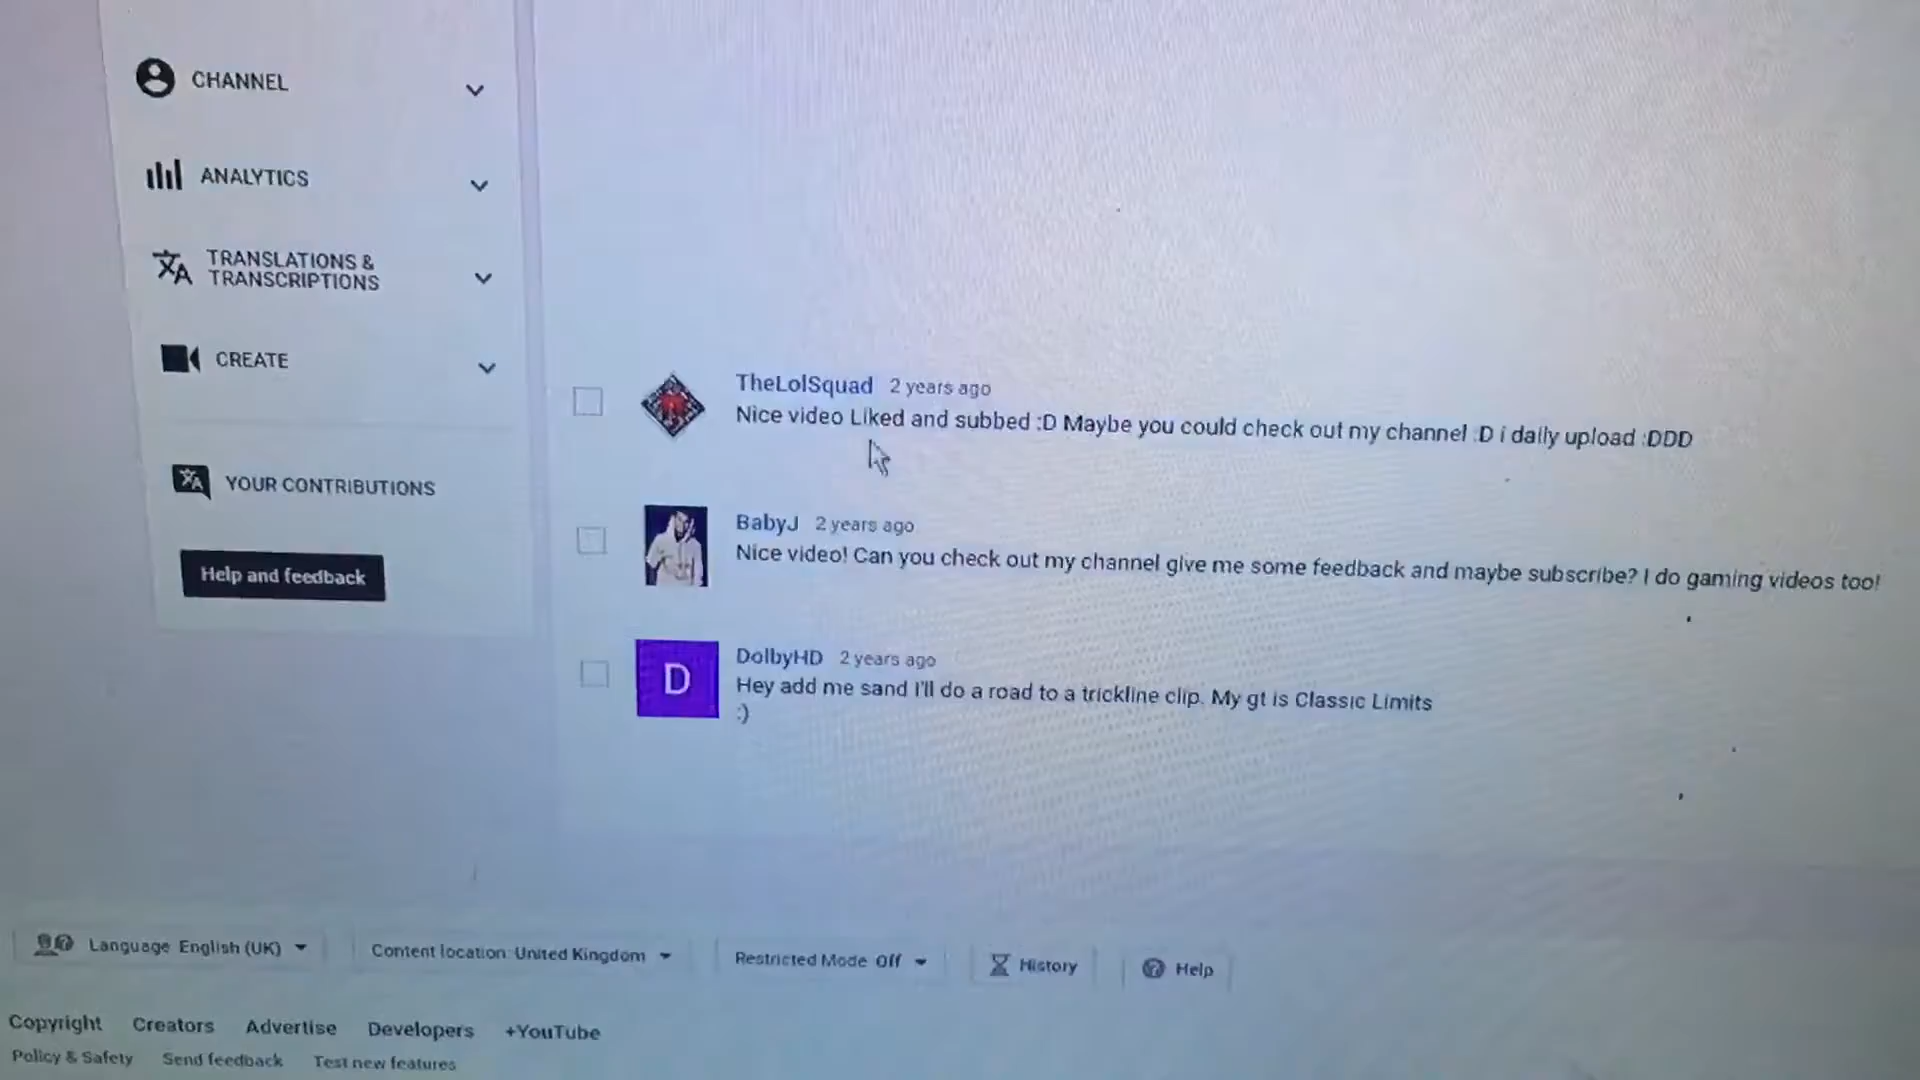 CHANNEL
ANALYTICS
TRANSLATIONS &
TRANSCRIPTIONS
CREATE
YOUR CONTRIBUTIONS
Help and feedback
TheLolSquad 2 years ago
Nice video Liked and subbed :D Maybe you could check out my channel :D i daily upload :DDD
BabyJ 2 years ago
Nice video! Can you check out my channel give me some feedback and maybe subscribe? I do gaming videos too!
D
DolbyHD 2 years ago
Hey add me sand I'll do a road to a trickline clip. My gt is Classic Limits
:)
Language: English (UK)
Content location: United Kingdom
Restricted Mode: Off
History
Help
Copyright Creators Advertise Developers +YouTube
Policy & Safety Send feedback Test new features